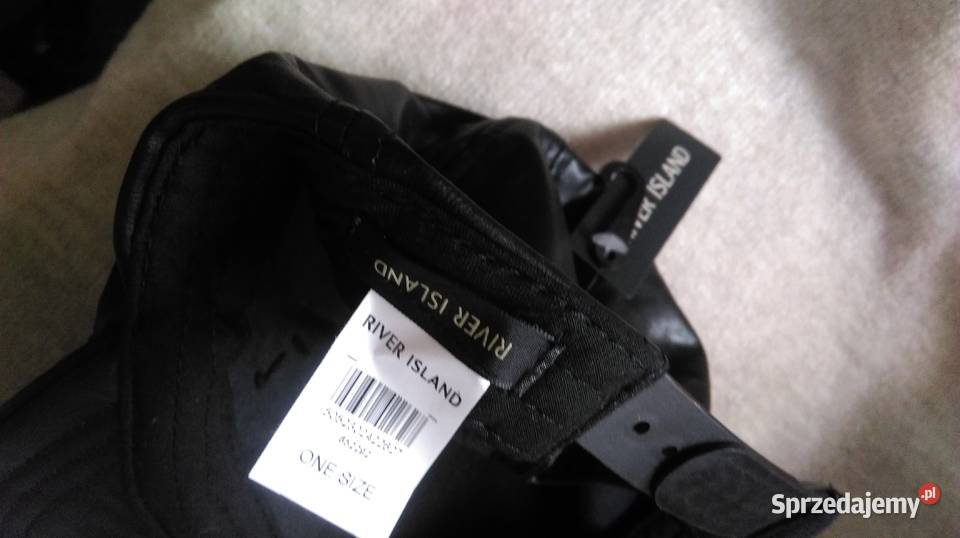 RIVER ISLAND
RIVER ISLAND
RIVER ISLAND
ONE SIZE
Sprzedajemy.pl